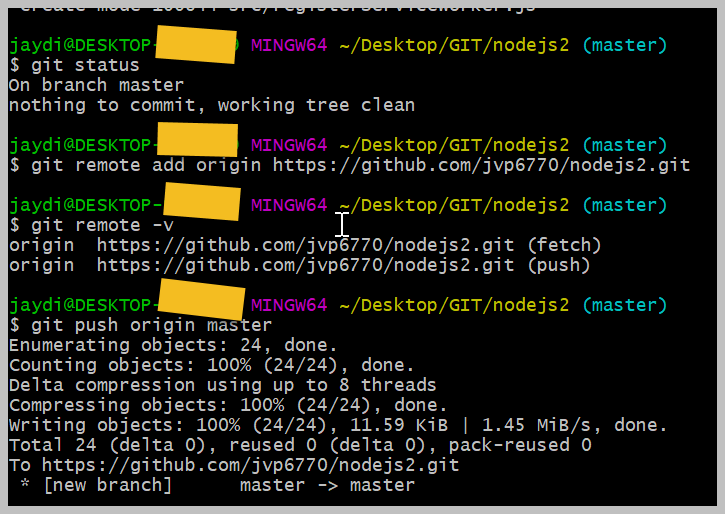 jaydi@DESKTOP- MINGW64 ~/Desktop/GIT/nodejs2 (master)
$ git status
On branch master
nothing to commit, working tree clean
jaydi@DESKTOP- MINGW64 ~/Desktop/GIT/nodejs2 (master)
$ git remote add origin https://github.com/jvp6770/nodejs2.git
jaydi@DESKTOP- MINGW64 ~/Desktop/GIT/nodejs2 (master)
$ git remote -v
origin  https://github.com/jvp6770/nodejs2.git (fetch)
origin  https://github.com/jvp6770/nodejs2.git (push)
jaydi@DESKTOP- MINGW64 ~/Desktop/GIT/nodejs2 (master)
$ git push origin master
Enumerating objects: 24, done.
Counting objects: 100% (24/24), done.
Delta compression using up to 8 threads
Compressing objects: 100% (24/24), done.
Writing objects: 100% (24/24), 11.59 KiB | 1.45 MiB/s, done.
Total 24 (delta 0), reused 0 (delta 0), pack-reused 0
To https://github.com/jvp6770/nodejs2.git
 * [new branch]      master -> master